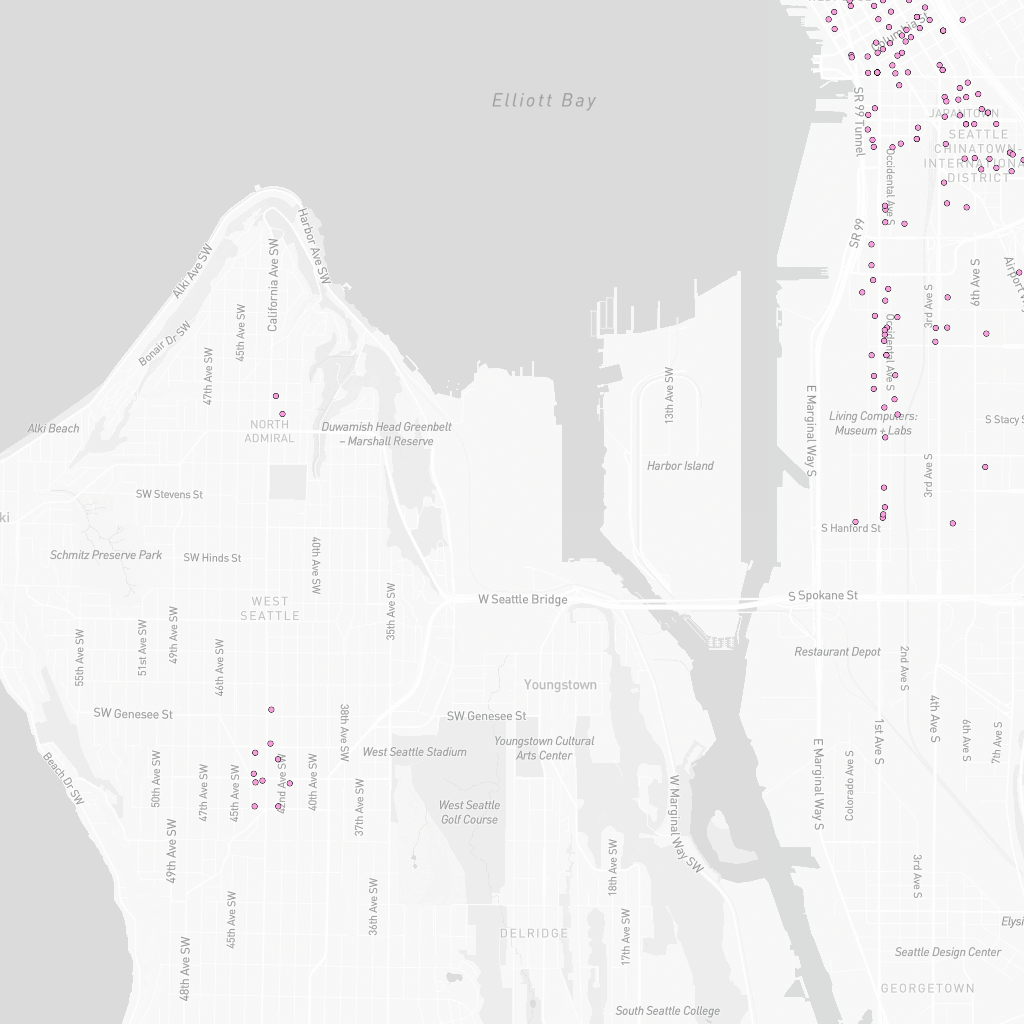 Columbia St
Elliott Bay
SR 99 Tunnel
JAPANTOWN
SEATTLE
CHINATOWN-
INTERNATIONA
DISTRICT
Occidental Ave S
SR 99
Harbor Ave SW
Alki Ave SW
California Ave SW
Bonair Dr SW
45th Ave SW
47th Ave SW
6th Ave S
3rd Ave S
Occidental Ave S
13th Ave SW
E Marginal Way S
Alki Beach
NORTH
ADMIRAL
Duwamish Head Greenbelt
– Marshall Reserve
Living Computers:
Museum + Labs
S Stacy S
Harbor Island
3rd Ave S
SW Stevens St
ki
S Hanford St
Schmitz Preserve Park
SW Hinds St
40th Ave SW
35th Ave SW
W Seattle Bridge
S Spokane St
WEST
SEATTLE
55th Ave SW
51st Ave SW
49th Ave SW
46th Ave SW
Restaurant Depot
2nd Ave S
Youngstown
SW Genesee St
SW Genesee St
38th Ave SW
4th Ave S
1st Ave S
6th Ave S
7th Ave S
West Seattle Stadium
Youngstown Cultural
Arts Center
Beach Dr SW
50th Ave SW
47th Ave SW
45th Ave SW
42nd Ave SW
40th Ave SW
37th Ave SW
E Marginal Way S
Colorado Ave S
West Seattle
Golf Course
W Marginal Way SW
49th Ave SW
18th Ave SW
3rd Ave S
45th Ave SW
36th Ave SW
17th Ave SW
DELRIDGE
Elysi
Seattle Design Center
48th Ave SW
GEORGETOWN
South Seattle College